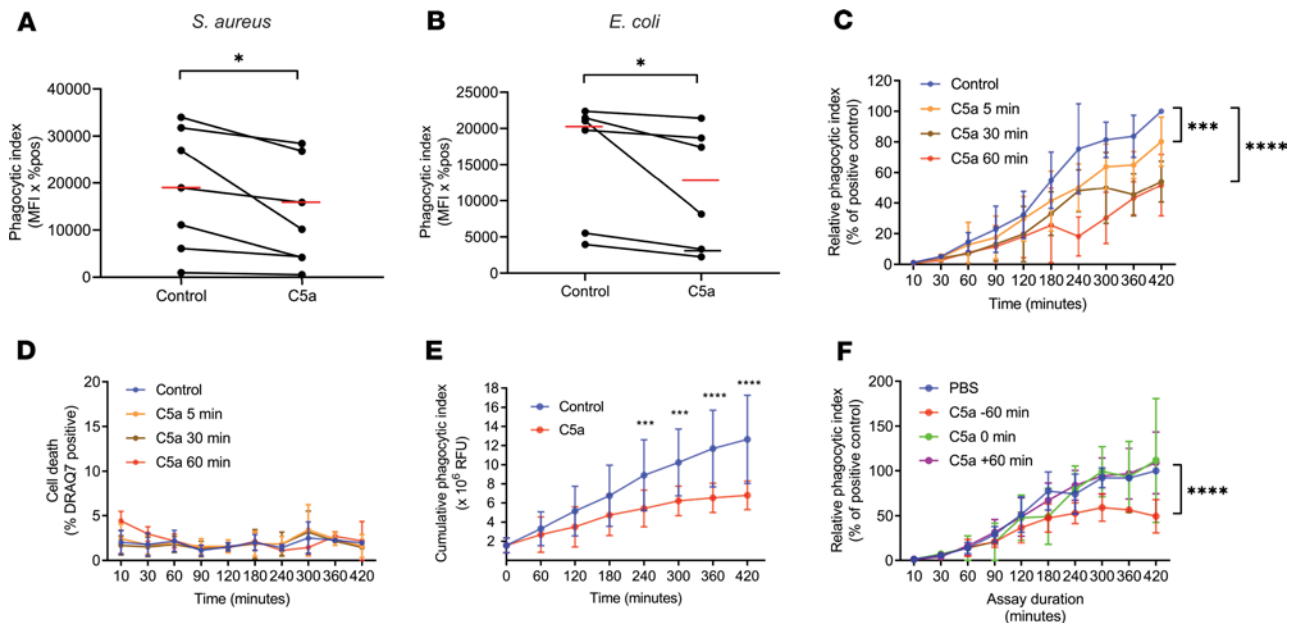 A
S. aureus
*
Phagocytic index
(MFI x %pos)
40000
30000
20000
10000
0
Control
C5a
B
E. coli
*
Phagocytic index
(MFI x %pos)
25000
20000
15000
10000
5000
0
Control
C5a
C
Relative phagocytic index
(% of positive control)
120
100
80
60
40
20
0
Control
C5a 5 min
C5a 30 min
C5a 60 min
***
****
10 30 60 90 120 180 240 300 360 420
Time (minutes)
D
Cell death
(% DRAQ7 positive)
20
15
10
5
0
Control
C5a 5 min
C5a 30 min
C5a 60 min
10 30 60 90 120 180 240 300 360 420
Time (minutes)
E
Cumulative phagocytic index
(x 10⁶ RFU)
18
16
14
12
10
8
6
4
2
Control
C5a
*** *** **** ****
0 60 120 180 240 300 360 420
Time (minutes)
F
Relative phagocytic index
(% of positive control)
200
150
100
50
0
PBS
C5a -60 min
C5a 0 min
C5a +60 min
****
10 30 60 90 120 180 240 300 360 420
Assay duration
(minutes)